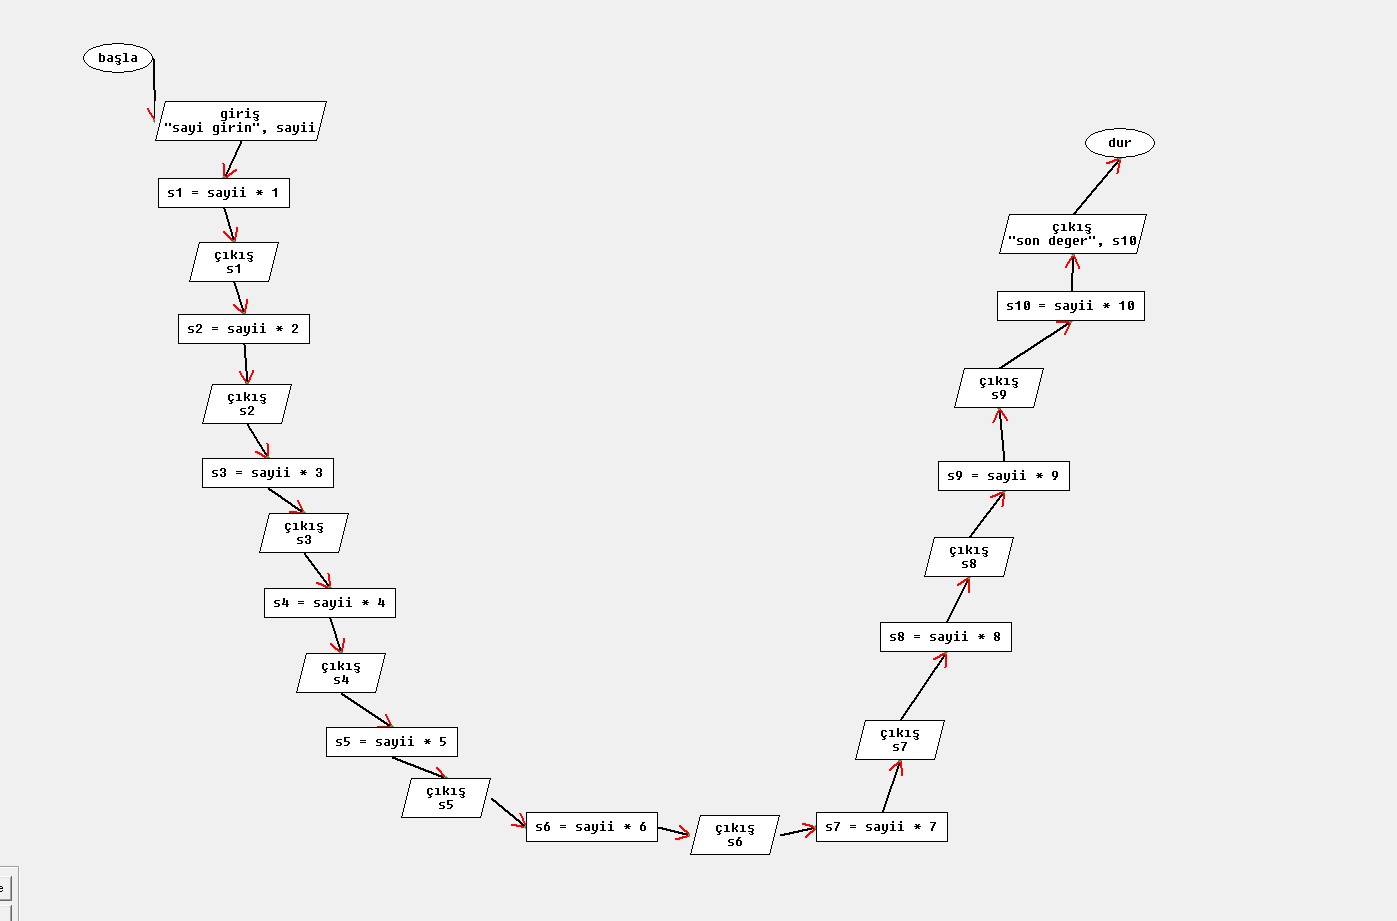 başla
giriş
"sayi girin", sayii
s1 = sayii * 1
çıkış
s1
s2 = sayii * 2
çıkış
s2
s3 = sayii * 3
çıkış
s3
s4 = sayii * 4
çıkış
s4
s5 = sayii * 5
çıkış
s5
s6 = sayii * 6
çıkış
s6
s7 = sayii * 7
çıkış
s7
s8 = sayii * 8
çıkış
s8
s9 = sayii * 9
çıkış
s9
s10 = sayii * 10
çıkış
"son deger", s10
dur